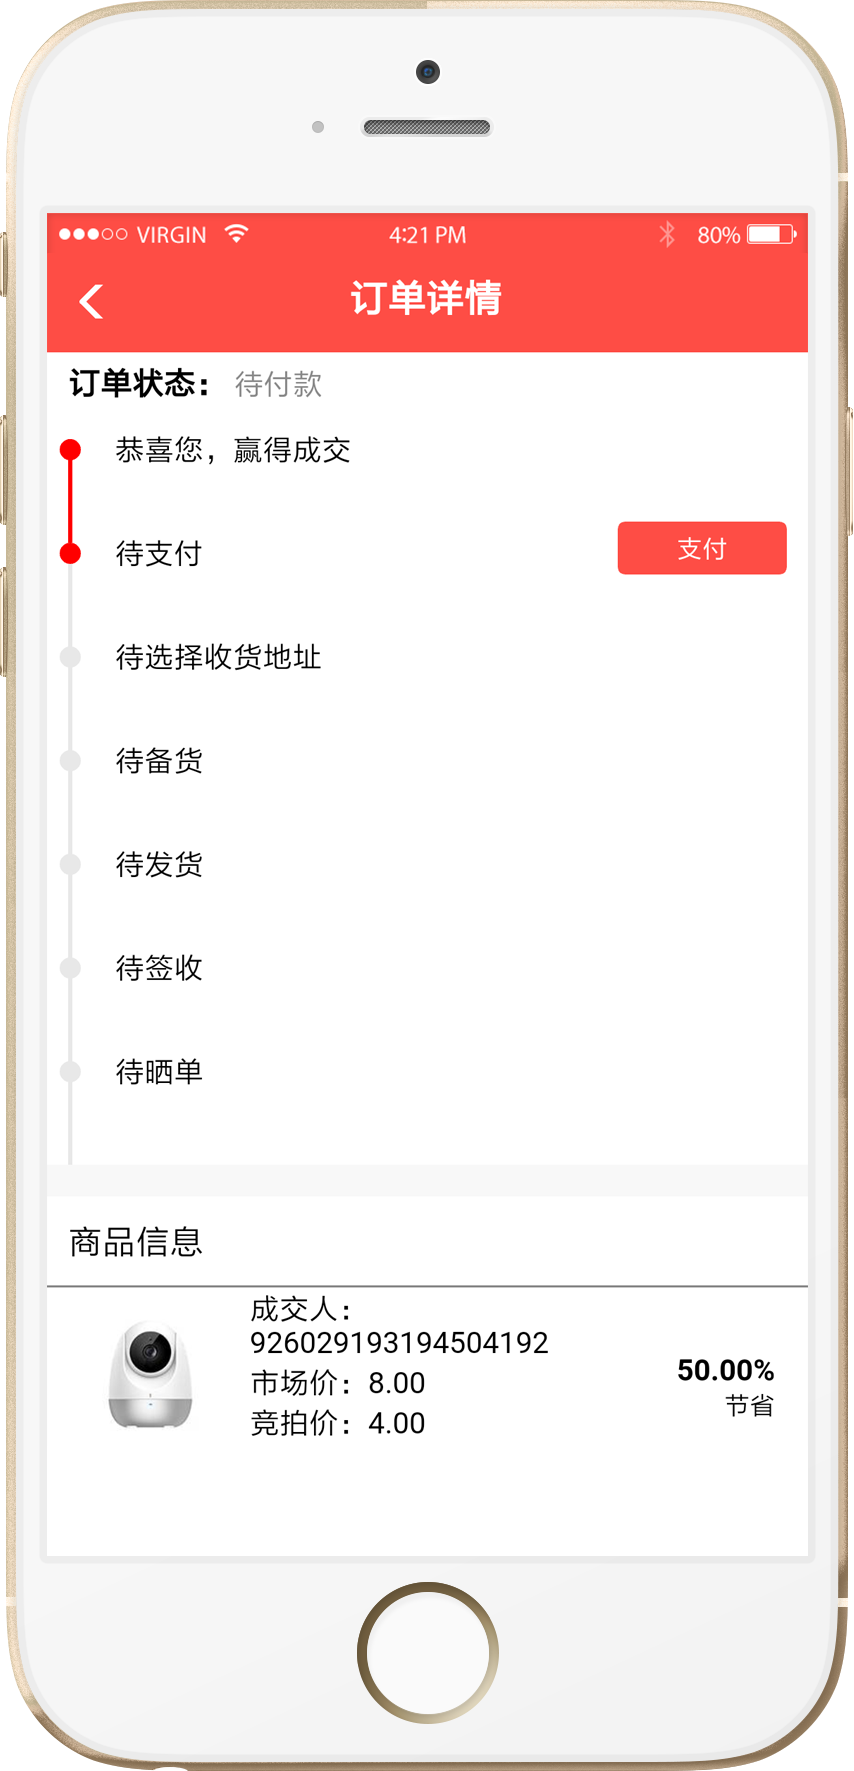 VIRGIN 4:21 PM 80%
订单详情
订单状态： 待付款
恭喜您，赢得成交
待支付 支付
待选择收货地址
待备货
待发货
待签收
待晒单
商品信息
成交人：
926029193194504192
市场价：8.00
竞拍价：4.00
50.00%
节省